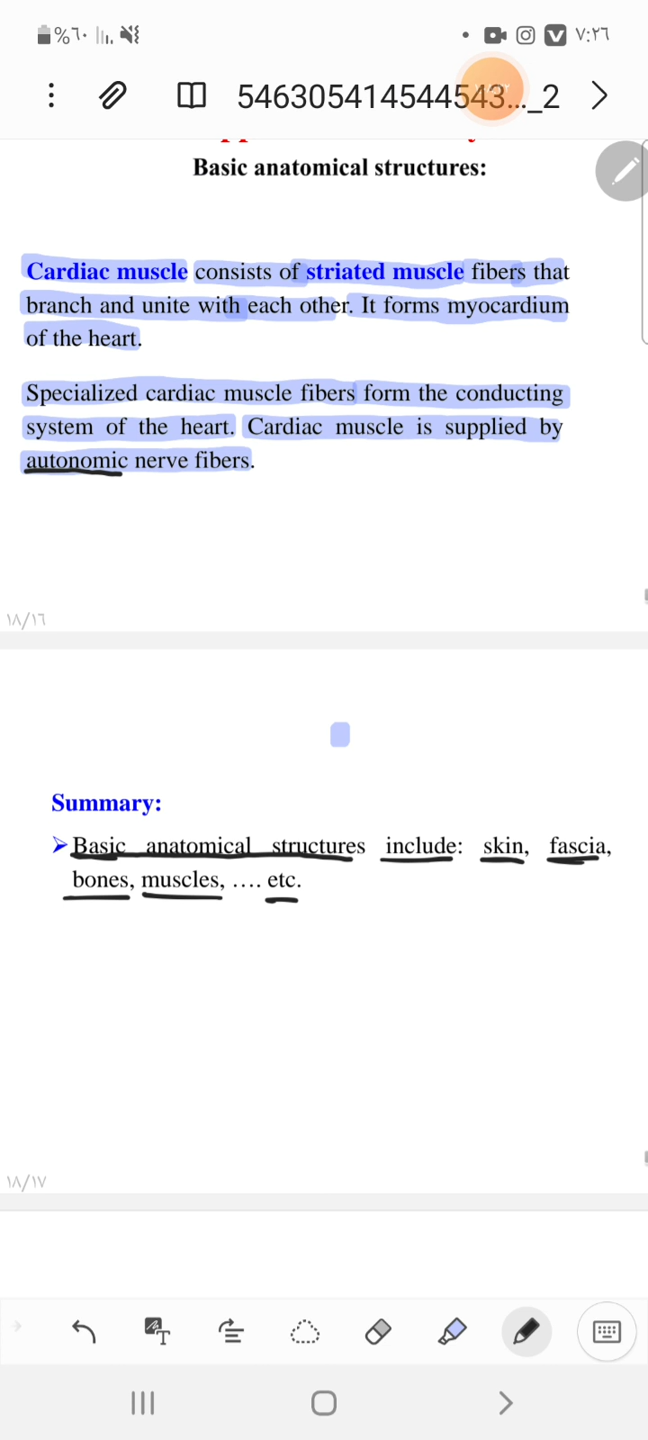 %٦٠ ٧:٢٦
546305414544543..._2
Basic anatomical structures:
Cardiac muscle consists of striated muscle fibers that
branch and unite with each other. It forms myocardium
of the heart.
Specialized cardiac muscle fibers form the conducting
system of the heart. Cardiac muscle is supplied by
autonomic nerve fibers.
١٨/١٦
Summary:
➢ Basic anatomical structures include: skin, fascia,
bones, muscles, .... etc.
١٨/١٧